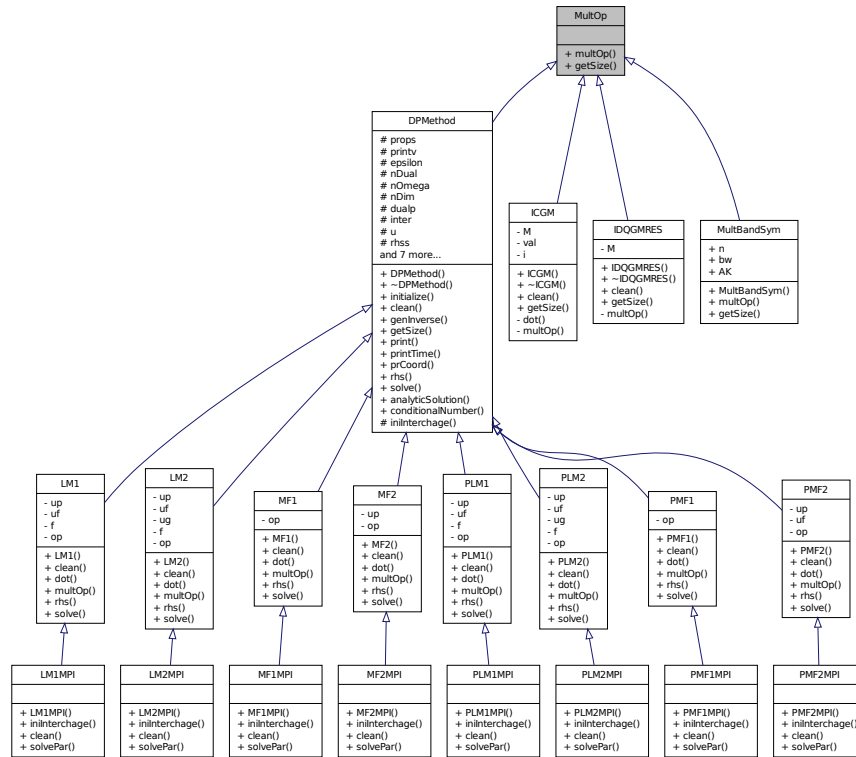 MultOp
+ multOp()
+ getSize()
DPMethod
# props
# printv
# epsilon
# nDual
# nOmega
# nDim
# dualp
# inter
# u
# rhss
and 7 more...
+ DPMethod()
+ ~DPMethod()
+ initialize()
+ clean()
+ genInverse()
+ getSize()
+ print()
+ printTime()
+ prCoord()
+ rhs()
+ solve()
+ analyticSolution()
+ conditionalNumber()
# iniInterchage()
ICGM
- M
- val
- i
+ ICGM()
+ ~ICGM()
+ clean()
+ getSize()
- dot()
- multOp()
IDQGMRES
- M
+ IDQGMRES()
+ ~IDQGMRES()
+ clean()
+ getSize()
- multOp()
MultBandSym
+ n
+ bw
+ AK
+ MultBandSym()
+ multOp()
+ getSize()
LM1
- up
- uf
- f
- op
+ LM1()
+ clean()
+ dot()
+ multOp()
+ rhs()
+ solve()
LM2
- up
- uf
- ug
- f
- op
+ LM2()
+ clean()
+ dot()
+ multOp()
+ rhs()
+ solve()
MF1
- op
+ MF1()
+ clean()
+ dot()
+ multOp()
+ rhs()
+ solve()
MF2
- up
- op
+ MF2()
+ clean()
+ dot()
+ multOp()
+ rhs()
+ solve()
PLM1
- up
- uf
- f
- op
+ PLM1()
+ clean()
+ dot()
+ multOp()
+ rhs()
+ solve()
PLM2
- up
- uf
- ug
- f
- op
+ PLM2()
+ clean()
+ dot()
+ multOp()
+ rhs()
+ solve()
PMF1
- op
+ PMF1()
+ clean()
+ dot()
+ multOp()
+ rhs()
+ solve()
PMF2
- up
- uf
- op
+ PMF2()
+ clean()
+ dot()
+ multOp()
+ rhs()
+ solve()
LM1MPI
+ LM1MPI()
+ iniInterchage()
+ clean()
+ solvePar()
LM2MPI
+ LM2MPI()
+ iniInterchage()
+ clean()
+ solvePar()
MF1MPI
+ MF1MPI()
+ iniInterchage()
+ clean()
+ solvePar()
MF2MPI
+ MF2MPI()
+ iniInterchage()
+ clean()
+ solvePar()
PLM1MPI
+ PLM1MPI()
+ iniInterchage()
+ clean()
+ solvePar()
PLM2MPI
+ PLM2MPI()
+ iniInterchage()
+ clean()
+ solvePar()
PMF1MPI
+ PMF1MPI()
+ iniInterchage()
+ clean()
+ solvePar()
PMF2MPI
+ PMF2MPI()
+ iniInterchage()
+ clean()
+ solvePar()